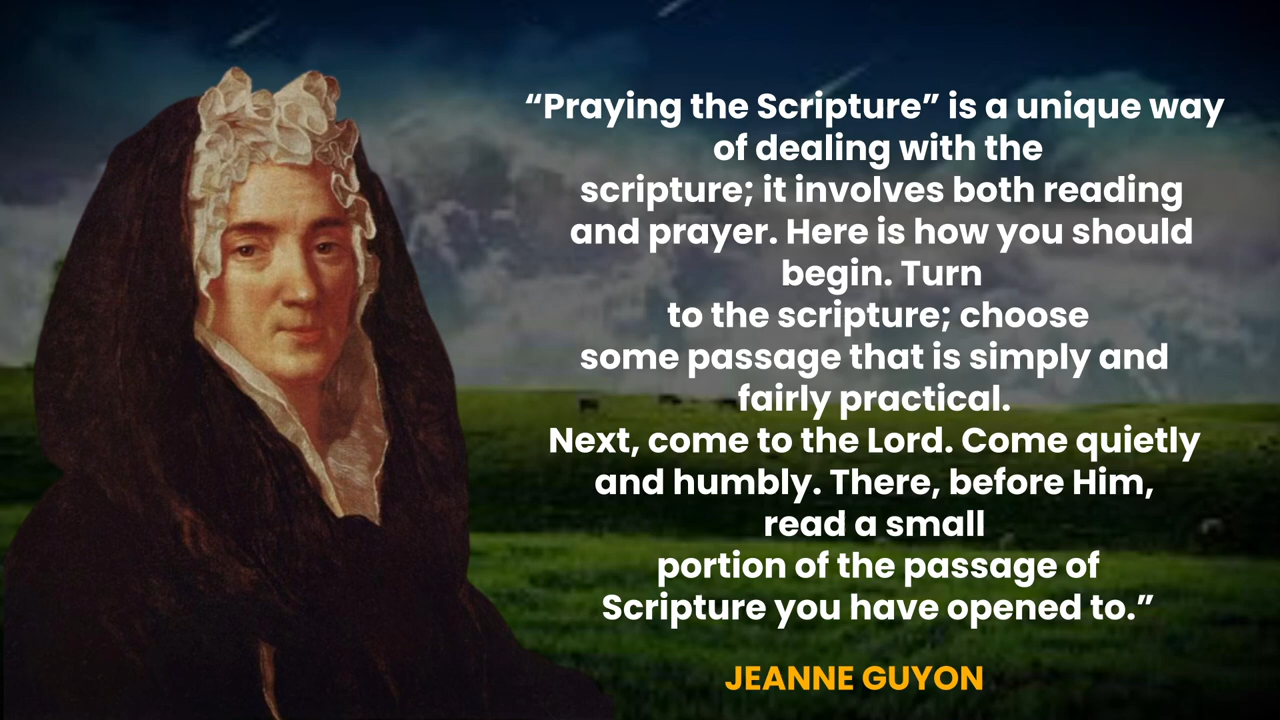 “Praying the Scripture” is a unique way
of dealing with the
scripture; it involves both reading
and prayer. Here is how you should
begin. Turn
to the scripture; choose
some passage that is simply and
fairly practical.
Next, come to the Lord. Come quietly
and humbly. There, before Him,
read a small
portion of the passage of
Scripture you have opened to.”
JEANNE GUYON